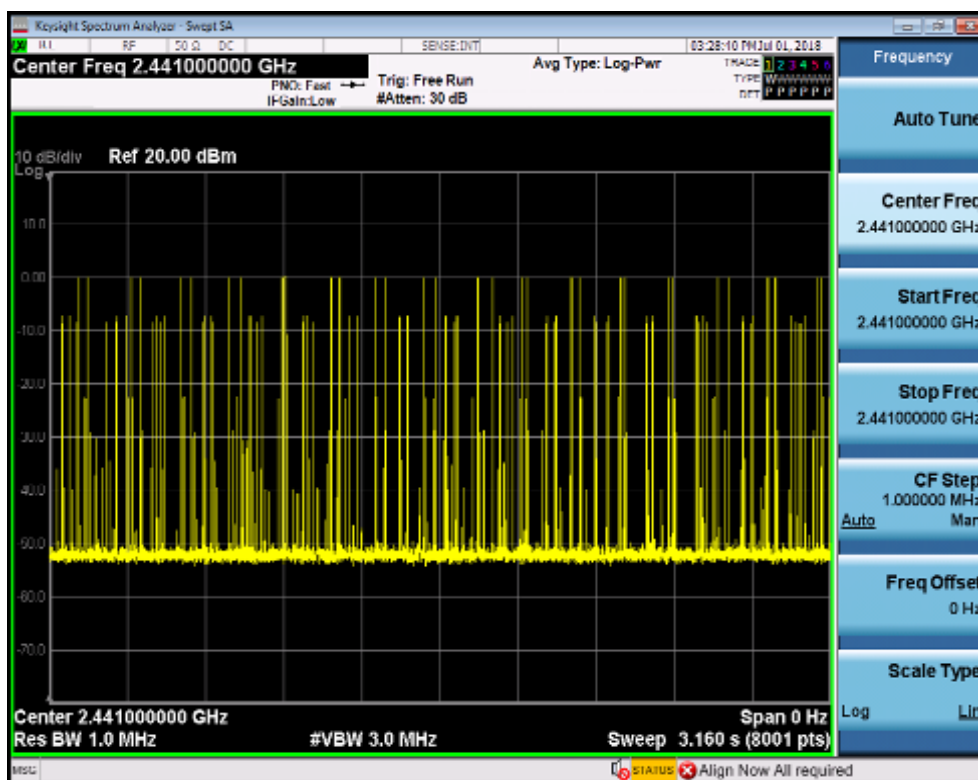 Keysight Spectrum Analyzer - Swept SA
RF 50 Ω DC SENSE:INT 03:28:40 PM Jul 01, 2018
Center Freq 2.441000000 GHz
Avg Type: Log-Pwr
PNO: Fast
IFGain:Low
Trig: Free Run
#Atten: 30 dB
TRACE 1 2 3 4 5 6
TYPE
DET P P P P P P
10 dB/div Ref 20.00 dBm
Log
10.0
0.00
-10.0
-20.0
-30.0
-40.0
-50.0
-60.0
-70.0
Center 2.441000000 GHz Span 0 Hz
Res BW 1.0 MHz #VBW 3.0 MHz Sweep 3.160 s (8001 pts)
MSG STATUS Align Now All required
Frequency
Auto Tune
Center Freq
2.441000000 GHz
Start Freq
2.441000000 GHz
Stop Freq
2.441000000 GHz
CF Step
1.000000 MHz
Auto Man
Freq Offset
0 Hz
Scale Type
Log Lin